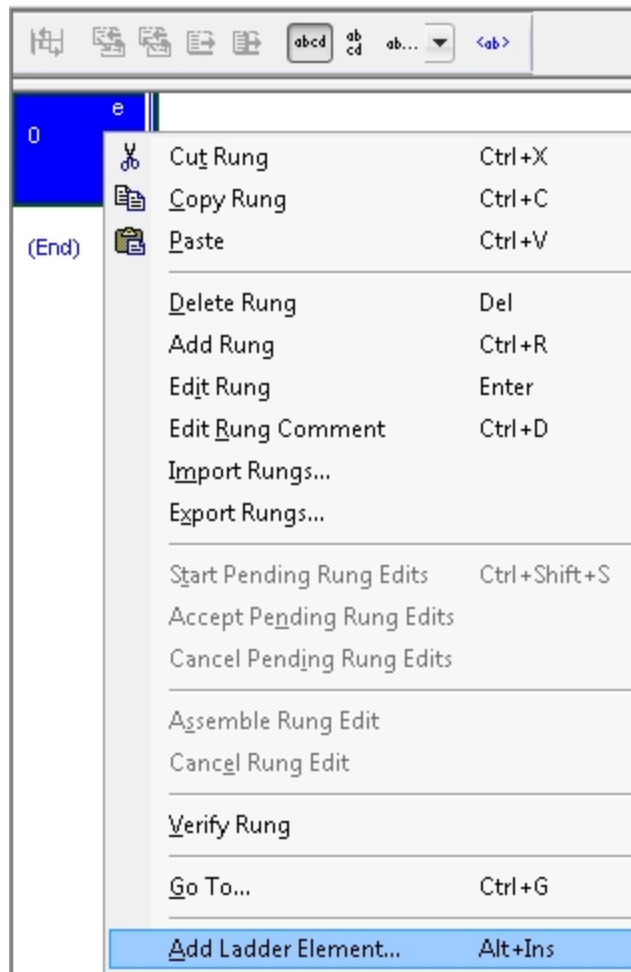 abcd ab cd ab... <ab>
e
0
(End)
Cut Rung Ctrl+X
Copy Rung Ctrl+C
Paste Ctrl+V
Delete Rung Del
Add Rung Ctrl+R
Edit Rung Enter
Edit Rung Comment Ctrl+D
Import Rungs...
Export Rungs...
Start Pending Rung Edits Ctrl+Shift+S
Accept Pending Rung Edits
Cancel Pending Rung Edits
Assemble Rung Edit
Cancel Rung Edit
Verify Rung
Go To... Ctrl+G
Add Ladder Element... Alt+Ins